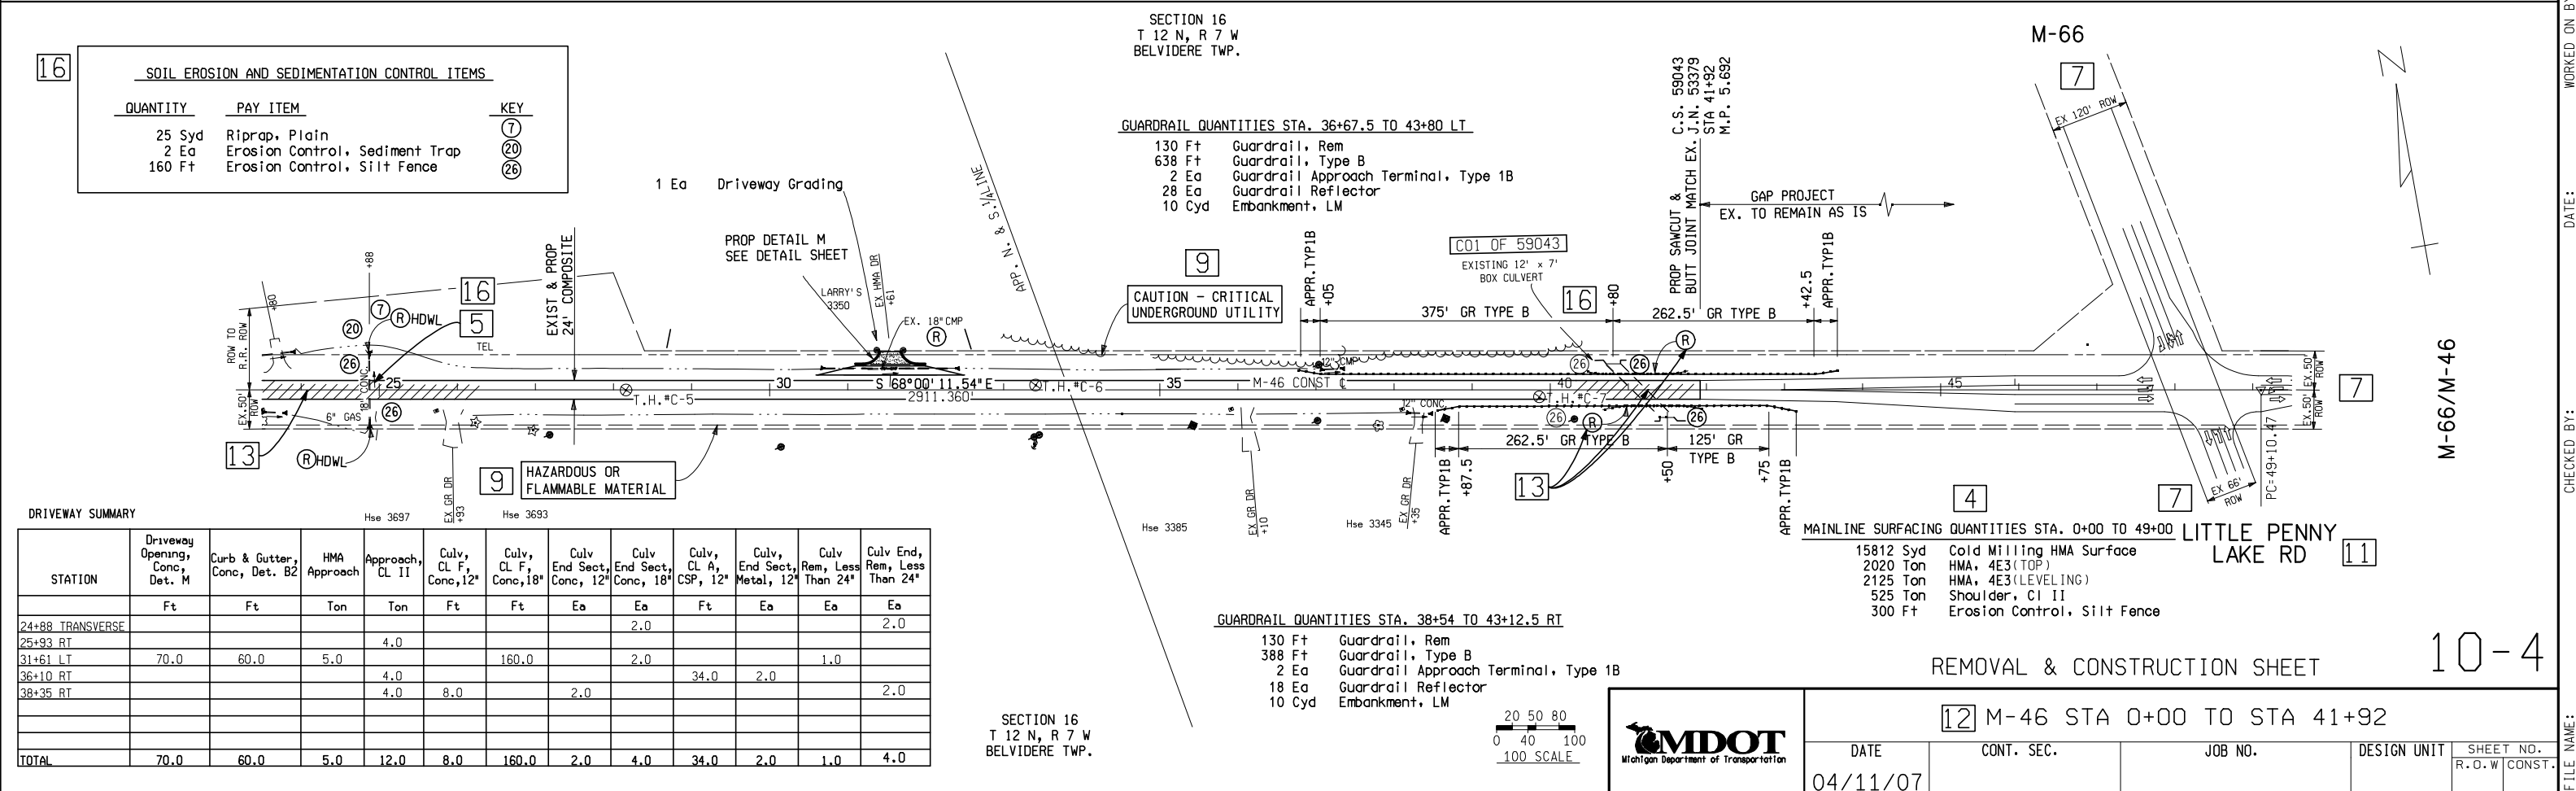 SECTION 16
T 12 N, R 7 W
BELVIDERE TWP.
M-66
WORKED ON BY
DATE:
CHECKED BY:
FILE NAME:
16
SOIL EROSION AND SEDIMENTATION CONTROL ITEMS
QUANTITY PAY ITEM KEY
25 Syd Riprap, Plain 7
2 Ea Erosion Control, Sediment Trap 20
160 Ft Erosion Control, Silt Fence 26
1 Ea Driveway Grading
PROP DETAIL M
SEE DETAIL SHEET
LARRY'S
3350
EX HMA DR
+61
EX. 18" CMP
R
APP. N. & S. 1/4 LINE
GUARDRAIL QUANTITIES STA. 36+67.5 TO 43+80 LT
130 Ft Guardrail, Rem
638 Ft Guardrail, Type B
2 Ea Guardrail Approach Terminal, Type 1B
28 Ea Guardrail Reflector
10 Cyd Embankment, LM
PROP SAWCUT &
BUTT JOINT MATCH EX.
C.S. 59043
J.N. 53379
STA 41+92
M.P. 5.692
GAP PROJECT
EX. TO REMAIN AS IS
7
EX 120' ROW
N
9
CAUTION - CRITICAL
UNDERGROUND UTILITY
C01 OF 59043
EXISTING 12' x 7'
BOX CULVERT
16
APPR.TYP1B
+05
375' GR TYPE B
+80
262.5' GR TYPE B
+42.5
APPR.TYP1B
+80
+88
ROW TO
R.R. ROW
20
7
R HDWL
16
5
26
TEL
EXIST & PROP
24' COMPOSITE
18" CONC.
25
30
S 68°00'11.54" E
2911.360'
T.H.#C-5
T.H.#C-6
35
M-46 CONST ℄
12" CMP
40
T.H.#C-7
45
26
26
R
EX.50'
ROW
6" GAS
26
13
R HDWL
9
HAZARDOUS OR
FLAMMABLE MATERIAL
EX GR DR
+93
EX GR DR
+10
EX GR DR
+35
12" CONC.
26
R
26
262.5' GR TYPE B
125' GR
TYPE B
APPR.TYP1B
+87.5
+50
+75
APPR.TYP1B
13
EX.50'
ROW
EX.50'
ROW
7
M-66/M-46
PC=49+10.47
EX 66'
ROW
7
4
Hse 3697
Hse 3693
Hse 3385
Hse 3345
MAINLINE SURFACING QUANTITIES STA. 0+00 TO 49+00
15812 Syd Cold Milling HMA Surface
2020 Ton HMA, 4E3(TOP)
2125 Ton HMA, 4E3(LEVELING)
525 Ton Shoulder, Cl II
300 Ft Erosion Control, Silt Fence
LITTLE PENNY
LAKE RD
11
DRIVEWAY SUMMARY
STATION
Driveway Opening, Conc, Det. M
Curb & Gutter, Conc, Det. B2
HMA Approach
Approach, CL II
Culv, CL F, Conc,12"
Culv, CL F, Conc,18"
Culv End Sect, Conc, 12"
Culv End Sect, Conc, 18"
Culv, CL A, CSP, 12"
Culv, End Sect, Metal, 12"
Culv Rem, Less Than 24"
Culv End, Rem, Less Than 24"
Ft Ft Ton Ton Ft Ft Ea Ea Ft Ea Ea Ea
24+88 TRANSVERSE 2.0 2.0
25+93 RT 4.0
31+61 LT 70.0 60.0 5.0 160.0 2.0 1.0
36+10 RT 4.0 34.0 2.0
38+35 RT 4.0 8.0 2.0 2.0
TOTAL 70.0 60.0 5.0 12.0 8.0 160.0 2.0 4.0 34.0 2.0 1.0 4.0
GUARDRAIL QUANTITIES STA. 38+54 TO 43+12.5 RT
130 Ft Guardrail, Rem
388 Ft Guardrail, Type B
2 Ea Guardrail Approach Terminal, Type 1B
18 Ea Guardrail Reflector
10 Cyd Embankment, LM
SECTION 16
T 12 N, R 7 W
BELVIDERE TWP.
20 50 80
0 40 100
100 SCALE
REMOVAL & CONSTRUCTION SHEET
10-4
MDOT
Michigan Department of Transportation
12 M-46 STA 0+00 TO STA 41+92
DATE CONT. SEC. JOB NO. DESIGN UNIT SHEET NO.
R.O.W CONST.
04/11/07